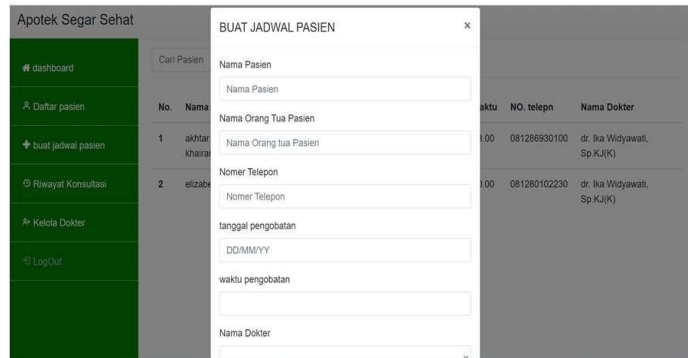 Apotek Segar Sehat
BUAT JADWAL PASIEN
×
dashboard
Cari Pasien
Nama Pasien
Nama Pasien
Daftar pasien
No.
Nama
aktu
NO. telepn
Nama Dokter
Nama Orang Tua Pasien
buat jadwal pasien
1
akhtar
khairan
Nama Orang tua Pasien
081286930100
dr. Ika Widyawati,
Sp.KJ(K)
Nomer Telepon
Riwayat Konsultasi
2
Nomer Telepon
0.00
081280102230
dr. Ika Widyawati,
Sp.KJ(K)
Kelola Dokter
tanggal pengobatan
DD/MM/YY
LogOut
waktu pengobatan
Nama Dokter